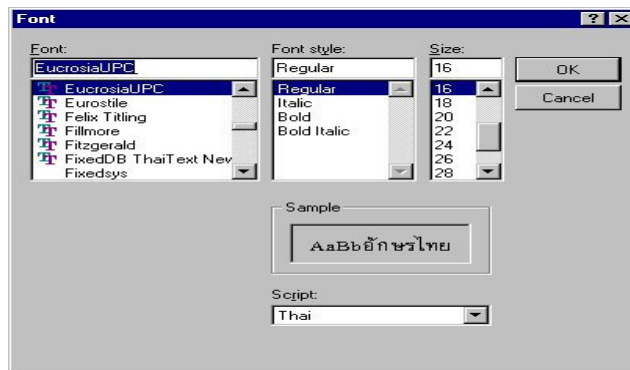 Font
Font: Font style: Size:
EucrosiaUPC Regular 16 OK
EucrosiaUPC Regular 16 Cancel
Eurostile Italic 18
Felix Titling Bold 20
Fillmore Bold Italic 22
Fitzgerald 24
FixedDB ThaiText New 26
Fixedsys 28
Sample
AaBbอักษรไทย
Script:
Thai